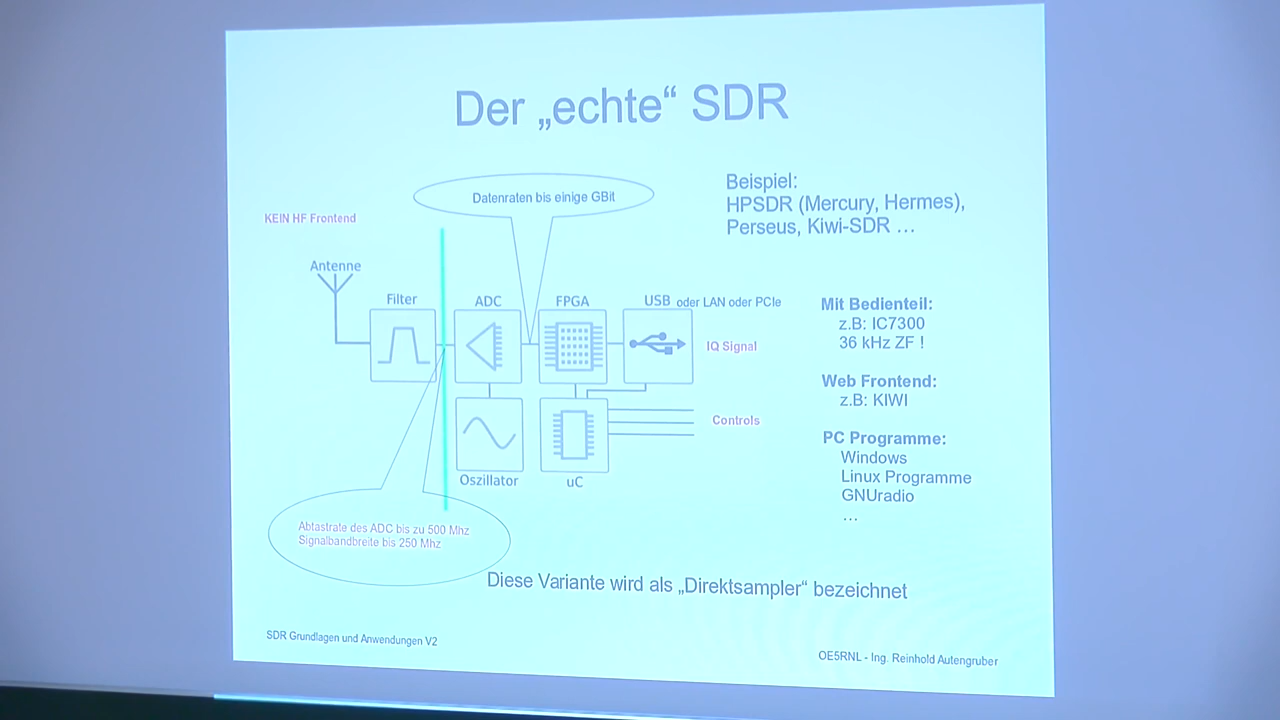 Der „echte“ SDR
Datenraten bis einige GBit
Beispiel:
HPSDR (Mercury, Hermes),
Perseus, Kiwi-SDR …
KEIN HF Frontend
Antenne
Filter
ADC
FPGA
USB oder LAN oder PCIe
IQ Signal
Controls
Oszillator
uC
Mit Bedienteil:
z.B: IC7300
36 kHz ZF !
Web Frontend:
z.B: KIWI
PC Programme:
Windows
Linux Programme
GNUradio
…
Abtastrate des ADC bis zu 500 Mhz
Signalbandbreite bis 250 Mhz
Diese Variante wird als „Direktsampler“ bezeichnet
SDR Grundlagen und Anwendungen V2
OE5RNL - Ing. Reinhold Autengruber